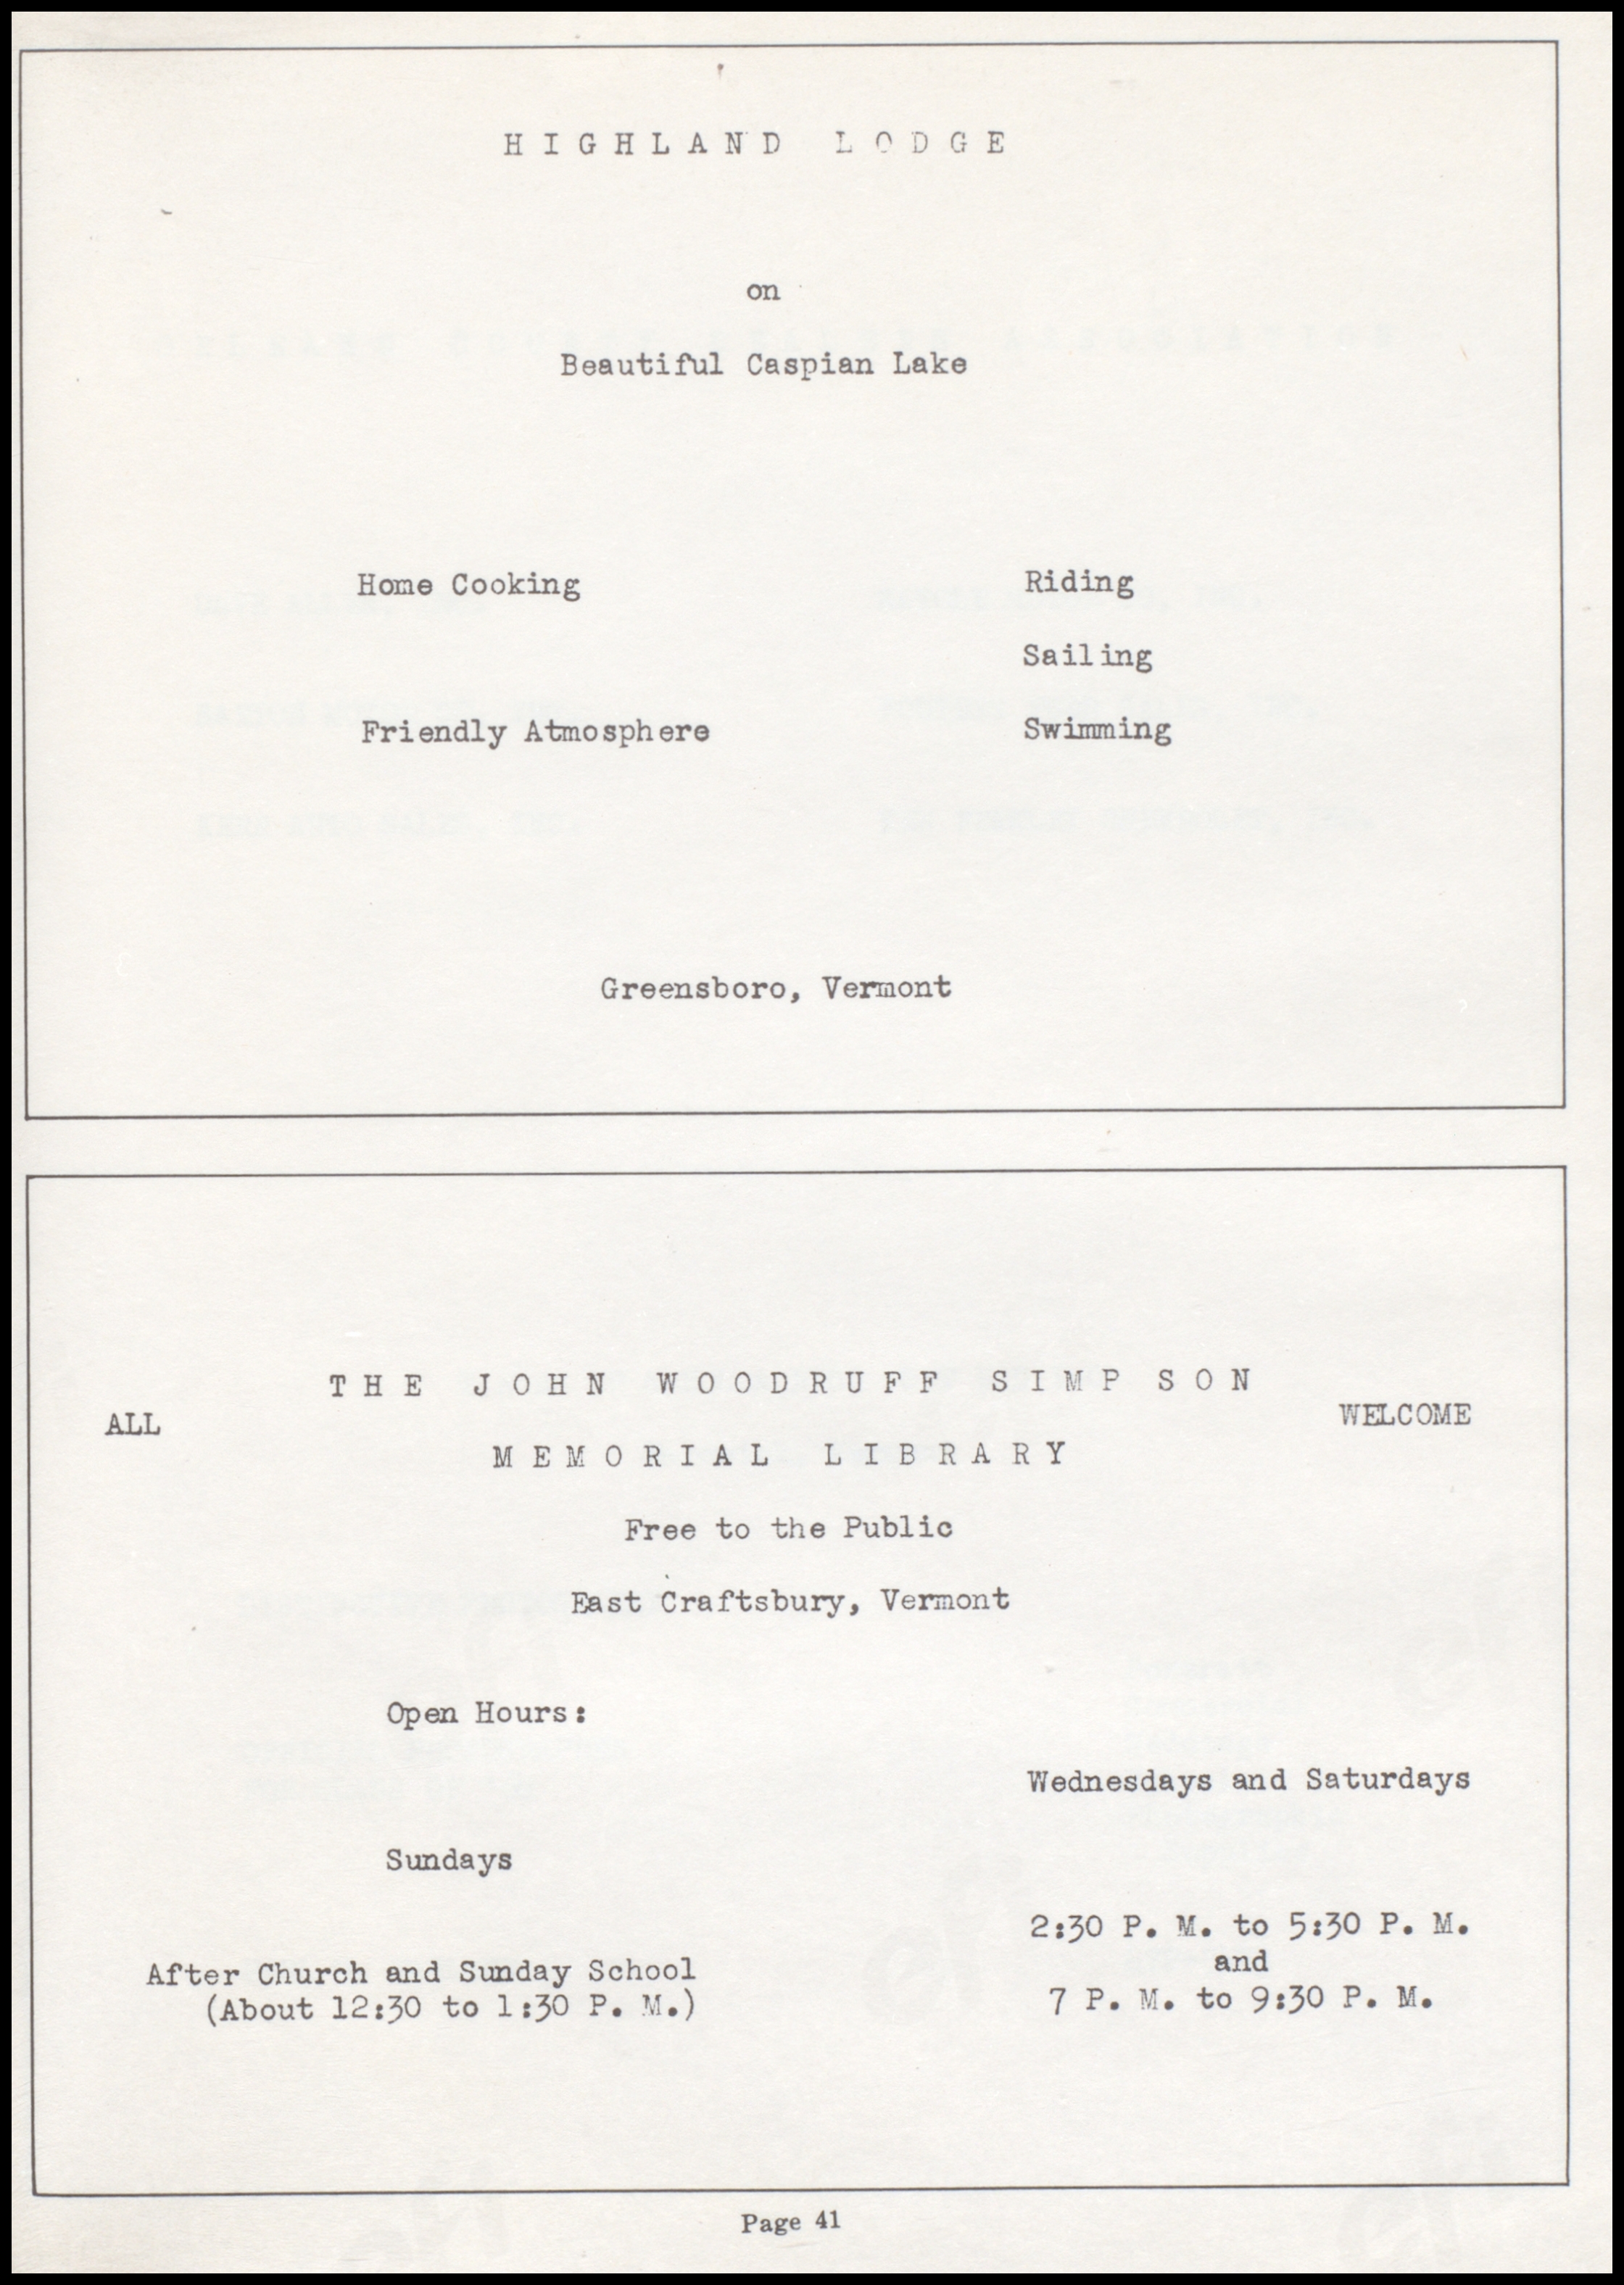 HIGHLAND LODGE
on
Beautiful Caspian Lake
Home Cooking
Riding
Sailing
Friendly Atmosphere
Swimming
Greensboro, Vermont
THE JOHN WOODRUFF SIMPSON
ALL
WELCOME
MEMORIAL LIBRARY
Free to the Public
East Craftsbury, Vermont
Open Hours:
Wednesdays and Saturdays
Sundays
2:30 P. M. to 5:30 P. M.
and
7 P. M. to 9:30 P. M.
After Church and Sunday School
(About 12:30 to 1:30 P. M.)
Page 41